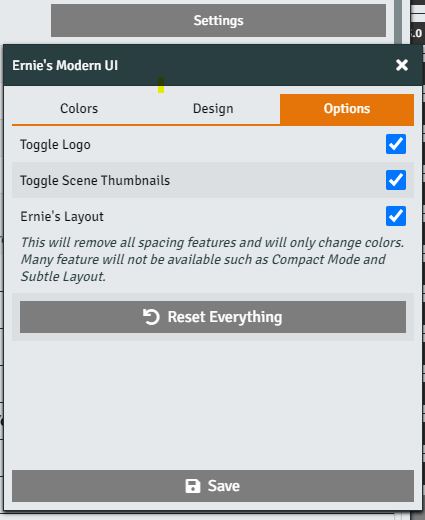 Settings
Ernie's Modern UI
Colors
Design
Options
Toggle Logo
Toggle Scene Thumbnails
Ernie's Layout
This will remove all spacing features and will only change colors.
Many feature will not be available such as Compact Mode and
Subtle Layout.
Reset Everything
Save